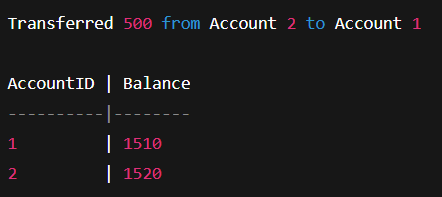 Transferred 500 from Account 2 to Account 1
AccountID | Balance
----------|--------
1         | 1510
2         | 1520